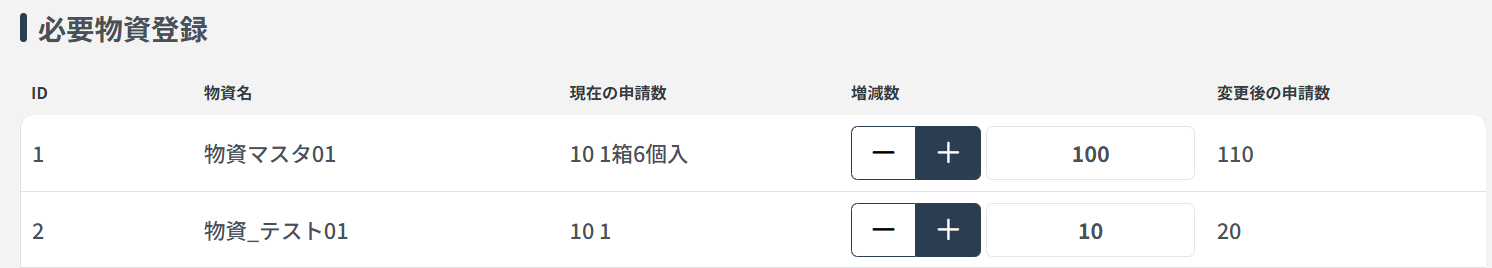 必要物資登録
ID 物資名 現在の申請数 増減数 変更後の申請数
1 物資マスタ01 10 1箱6個入 − + 100 110
2 物資_テスト01 10 1 − + 10 20